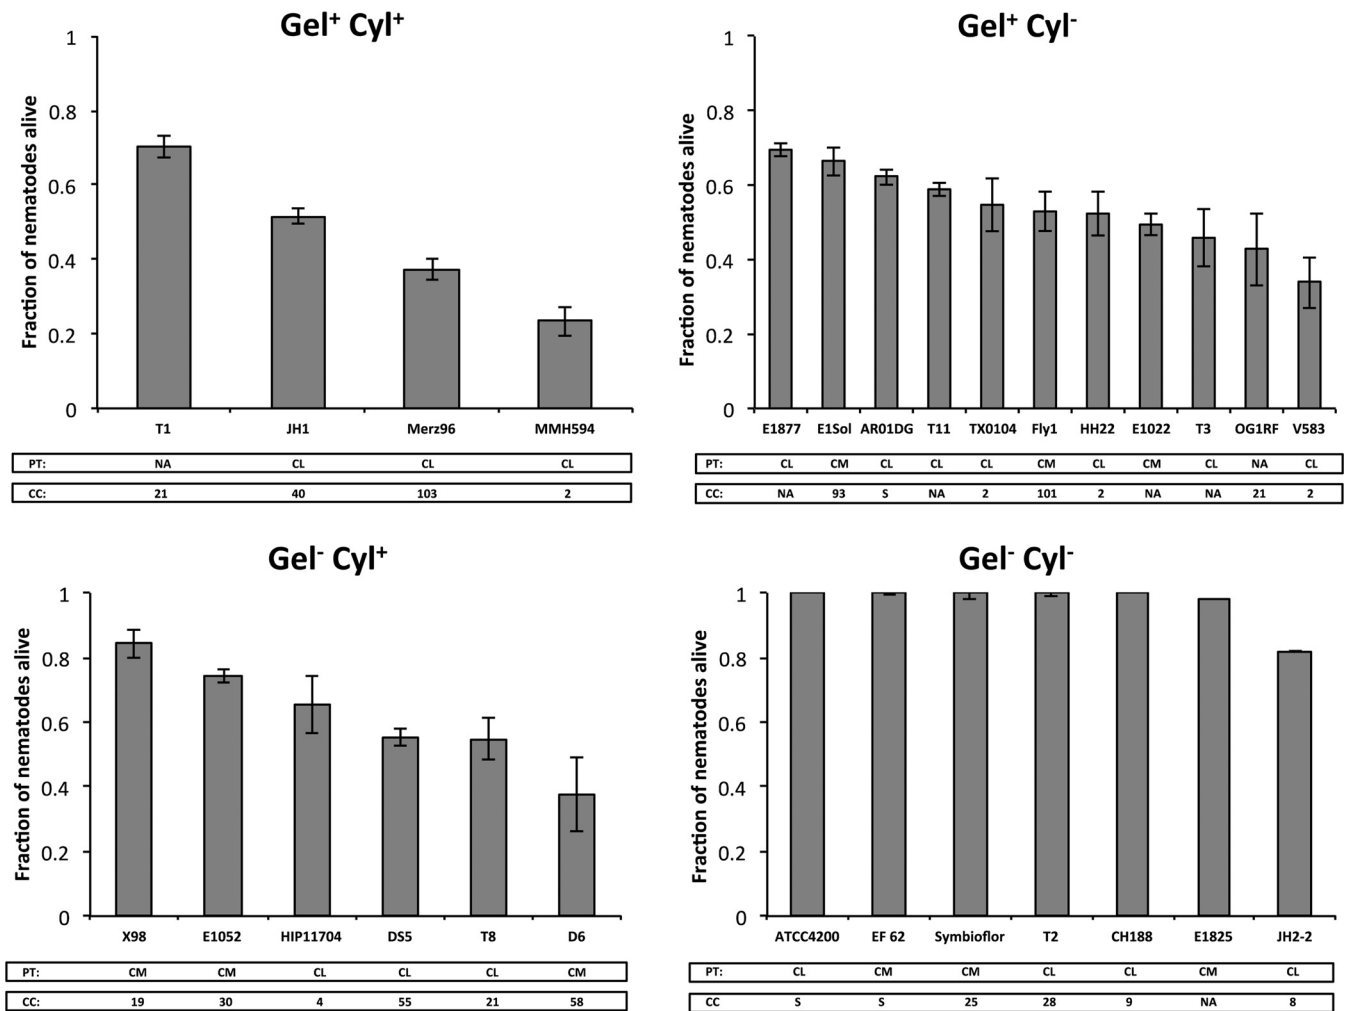 Gel⁺ Cyl⁺
Fraction of nematodes alive
1
0.8
0.6
0.4
0.2
0
T1 JH1 Merz96 MMH594
PT: NA CL CL CL
CC: 21 40 103 2
Gel⁺ Cyl⁻
Fraction of nematodes alive
1
0.8
0.6
0.4
0.2
0
E1877 E1Sol AR01DG T11 TX0104 Fly1 HH22 E1022 T3 OG1RF V583
PT: CL CM CL CL CL CM CL CM CL NA CL
CC: NA 93 S NA 2 101 2 NA NA 21 2
Gel⁻ Cyl⁺
Fraction of nematodes alive
1
0.8
0.6
0.4
0.2
0
X98 E1052 HIP11704 DS5 T8 D6
PT: CM CM CL CL CL CM
CC: 19 30 4 55 21 58
Gel⁻ Cyl⁻
Fraction of nematodes alive
1
0.8
0.6
0.4
0.2
0
ATCC4200 EF 62 Symbioflor T2 CH188 E1825 JH2-2
PT: CL CM CM CL CL CM CL
CC S S 25 28 9 NA 8